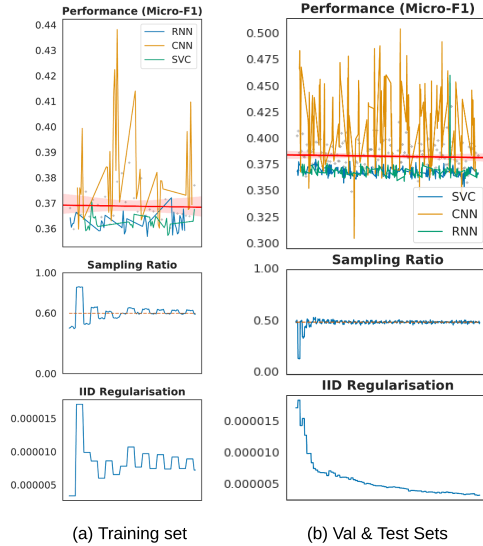 Performance (Micro-F1)
0.44
0.43
0.42
0.41
0.40
0.39
0.38
0.37
0.36
RNN
CNN
SVC
Sampling Ratio
1.00
0.60
0.00
IID Regularisation
0.000015
0.000010
0.000005
(a) Training set
Performance (Micro-F1)
0.500
0.475
0.450
0.425
0.400
0.375
0.350
0.325
0.300
SVC
CNN
RNN
Sampling Ratio
1.00
0.50
0.00
IID Regularisation
0.000015
0.000010
0.000005
(b) Val & Test Sets